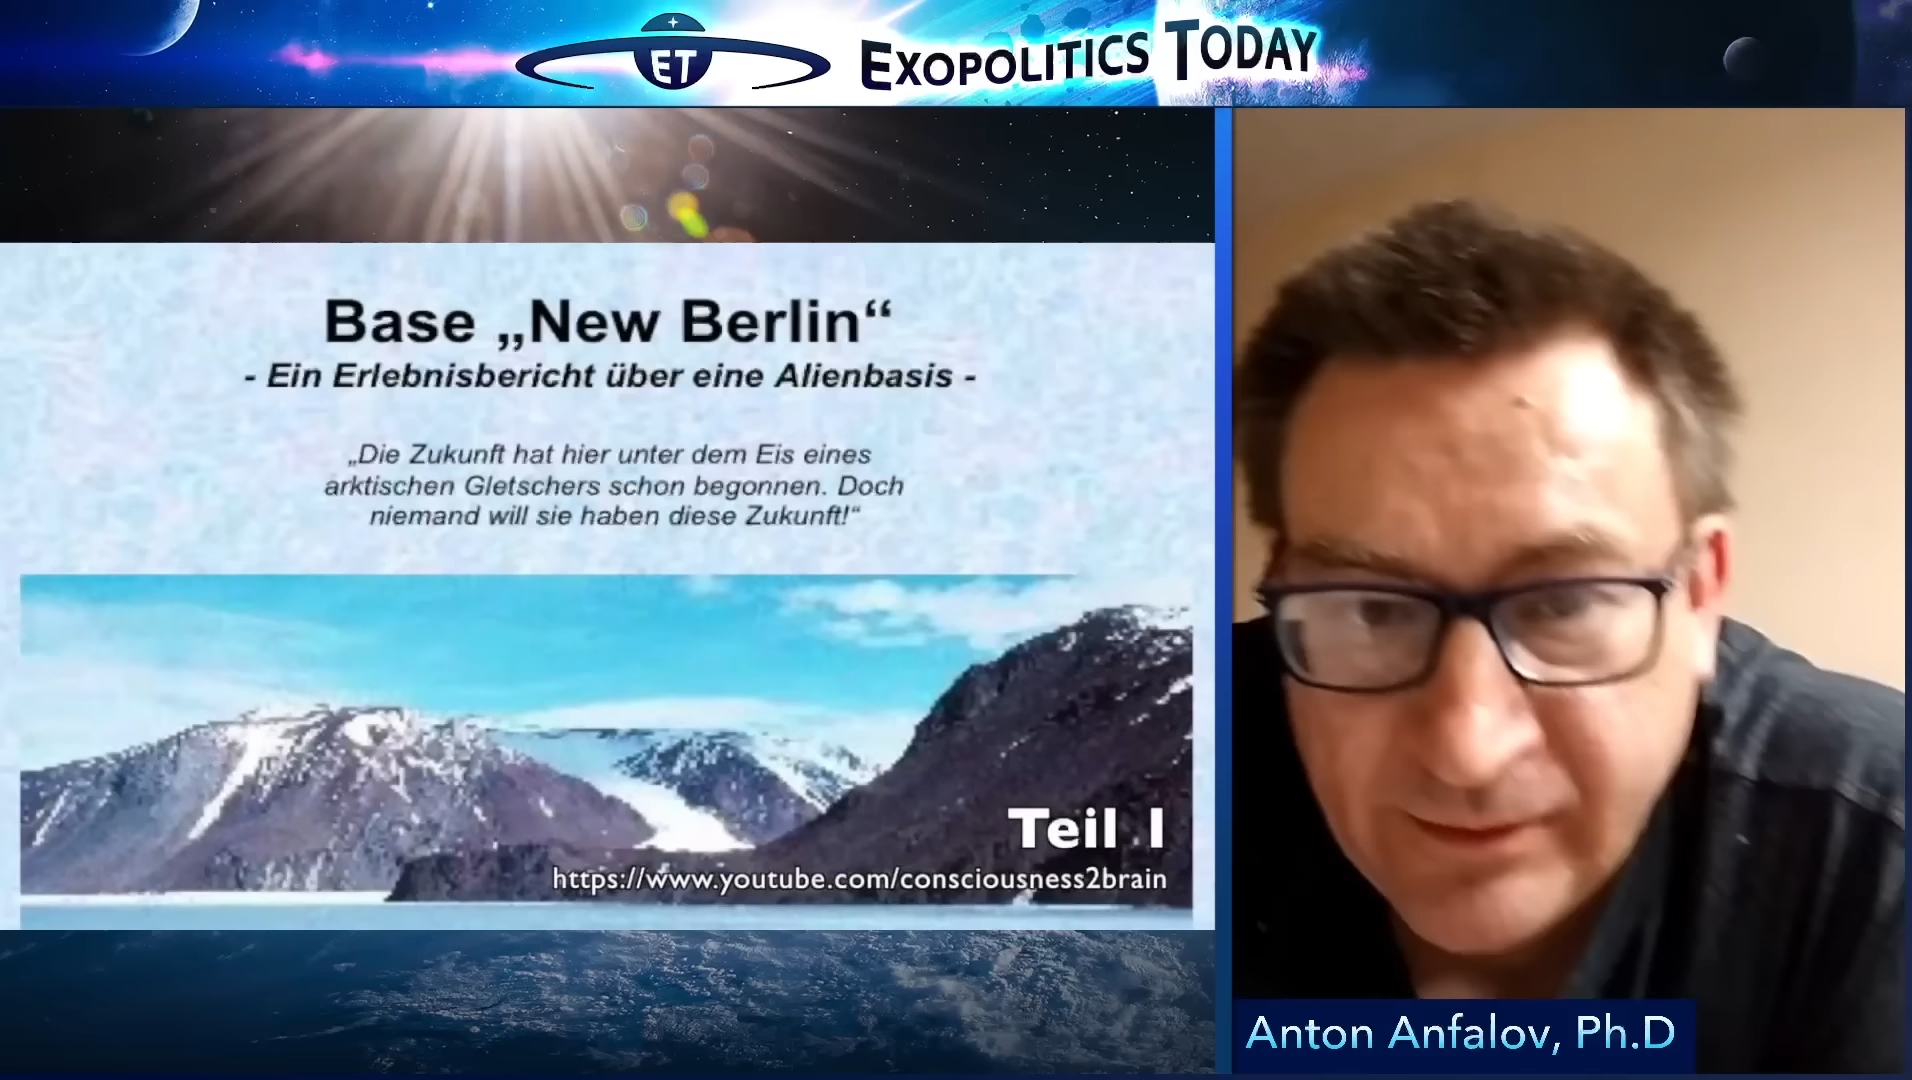 ET
EXOPOLITICS TODAY
Base „New Berlin“
- Ein Erlebnisbericht über eine Alienbasis -
„Die Zukunft hat hier unter dem Eis eines
arktischen Gletschers schon begonnen. Doch
niemand will sie haben diese Zukunft!“
Teil I
https://www.youtube.com/consciousness2brain
Anton Anfalov, Ph.D